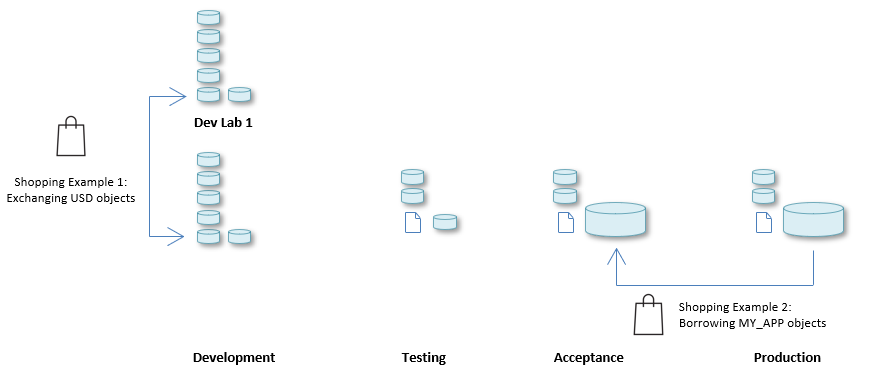 Dev Lab 1
Shopping Example 1:
Exchanging USD objects
Shopping Example 2:
Borrowing MY_APP objects
Development
Testing
Acceptance
Production